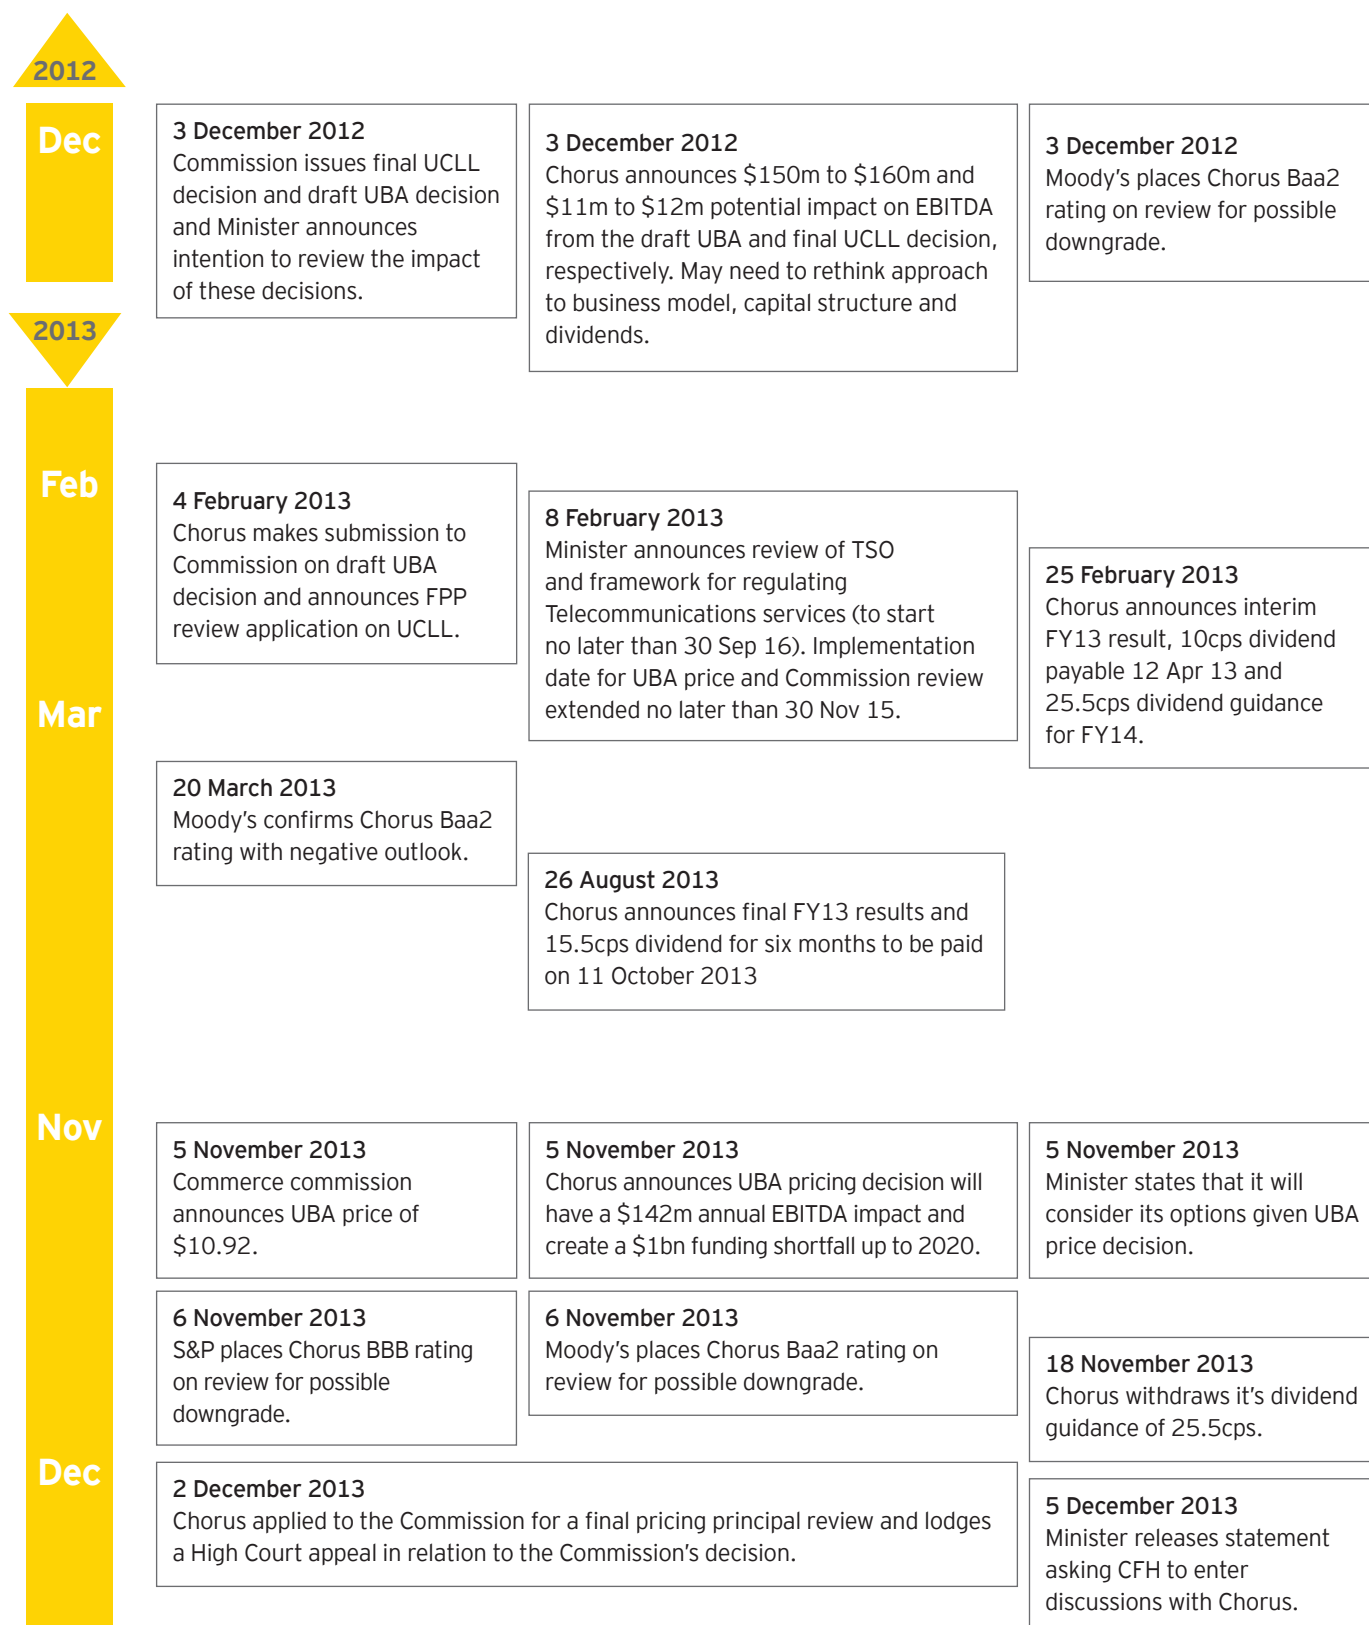 2012
Dec
3 December 2012
Commission issues final UCLL
decision and draft UBA decision
and Minister announces
intention to review the impact
of these decisions.
3 December 2012
Chorus announces $150m to $160m and
$11m to $12m potential impact on EBITDA
from the draft UBA and final UCLL decision,
respectively. May need to rethink approach
to business model, capital structure and
dividends.
3 December 2012
Moody's places Chorus Baa2
rating on review for possible
downgrade.
2013
Feb
4 February 2013
Chorus makes submission to
Commission on draft UBA
decision and announces FPP
review application on UCLL.
8 February 2013
Minister announces review of TSO
and framework for regulating
Telecommunications services (to start
no later than 30 Sep 16). Implementation
date for UBA price and Commission review
extended no later than 30 Nov 15.
25 February 2013
Chorus announces interim
FY13 result, 10cps dividend
payable 12 Apr 13 and
25.5cps dividend guidance
for FY14.
Mar
20 March 2013
Moody's confirms Chorus Baa2
rating with negative outlook.
26 August 2013
Chorus announces final FY13 results and
15.5cps dividend for six months to be paid
on 11 October 2013
Nov
5 November 2013
Commerce commission
announces UBA price of
$10.92.
5 November 2013
Chorus announces UBA pricing decision will
have a $142m annual EBITDA impact and
create a $1bn funding shortfall up to 2020.
5 November 2013
Minister states that it will
consider its options given UBA
price decision.
6 November 2013
S&P places Chorus BBB rating
on review for possible
downgrade.
6 November 2013
Moody's places Chorus Baa2 rating on
review for possible downgrade.
18 November 2013
Chorus withdraws it's dividend
guidance of 25.5cps.
Dec
2 December 2013
Chorus applied to the Commission for a final pricing principal review and lodges
a High Court appeal in relation to the Commission's decision.
5 December 2013
Minister releases statement
asking CFH to enter
discussions with Chorus.